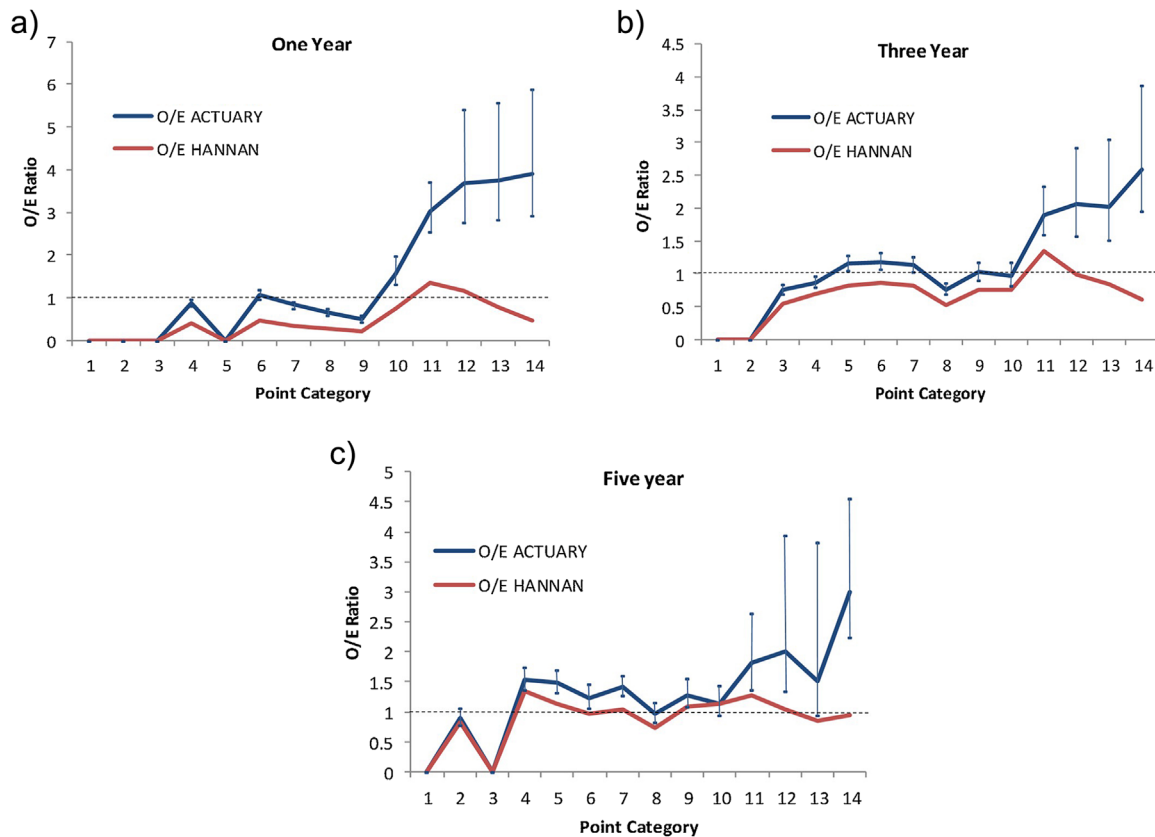 a)
One Year
O/E Ratio
7
6
5
4
3
2
1
0
O/E ACTUARY
O/E HANNAN
1 2 3 4 5 6 7 8 9 10 11 12 13 14
Point Category
b)
Three Year
O/E Ratio
4.5
4
3.5
3
2.5
2
1.5
1
0.5
0
O/E ACTUARY
O/E HANNAN
1 2 3 4 5 6 7 8 9 10 11 12 13 14
Point Category
c)
Five year
O/E Ratio
5
4.5
4
3.5
3
2.5
2
1.5
1
0.5
0
O/E ACTUARY
O/E HANNAN
1 2 3 4 5 6 7 8 9 10 11 12 13 14
Point Category